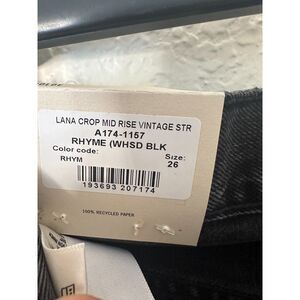 LANA CROP MID RISE VINTAGE STR
A174-1157
RHYME (WHSD BLK
Color code: Size:
RHYM 26
193693 207174
100% RECYCLED PAPER